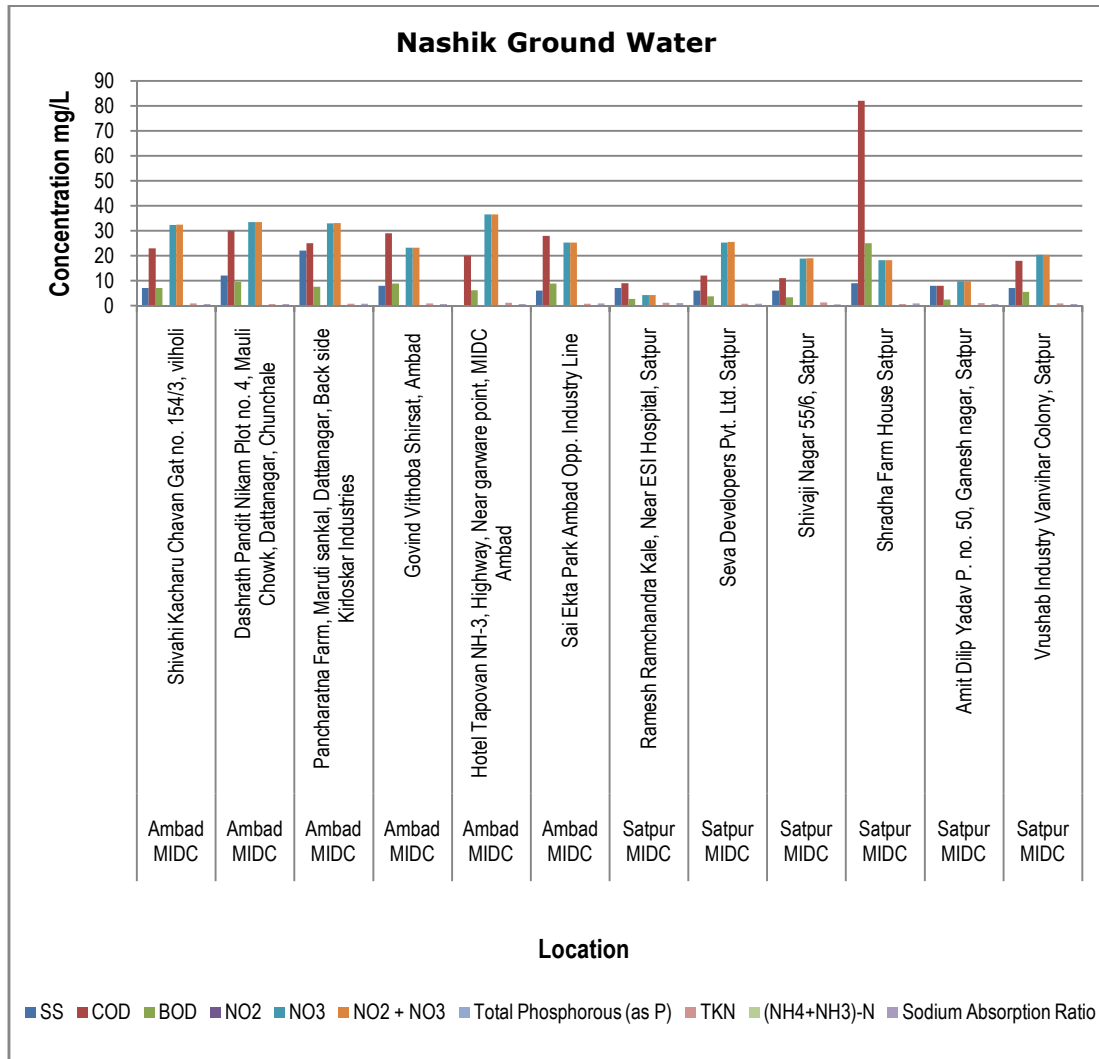 Nashik Ground Water
Concentration mg/L
90
80
70
60
50
40
30
20
10
0
Shivahi Kacharu Chavan Gat no. 154/3, vilholi
Dashrath Pandit Nikam Plot no. 4, Mauli
Chowk, Dattanagar, Chunchale
Pancharatna Farm, Maruti sankal, Dattanagar, Back side
Kirloskar Industries
Govind Vithoba Shirsat, Ambad
Hotel Tapovan NH-3, Highway, Near garware point, MIDC
Ambad
Sai Ekta Park Ambad Opp. Industry Line
Ramesh Ramchandra Kale, Near ESI Hospital, Satpur
Seva Developers Pvt. Ltd. Satpur
Shivaji Nagar 55/6, Satpur
Shradha Farm House Satpur
Amit Dilip Yadav P. no. 50, Ganesh nagar, Satpur
Vrushab Industry Vanvihar Colony, Satpur
Ambad Ambad Ambad Ambad Ambad Ambad Satpur Satpur Satpur Satpur Satpur Satpur
MIDC MIDC MIDC MIDC MIDC MIDC MIDC MIDC MIDC MIDC MIDC MIDC
Location
SS COD BOD NO2 NO3 NO2 + NO3 Total Phosphorous (as P) TKN (NH4+NH3)-N Sodium Absorption Ratio